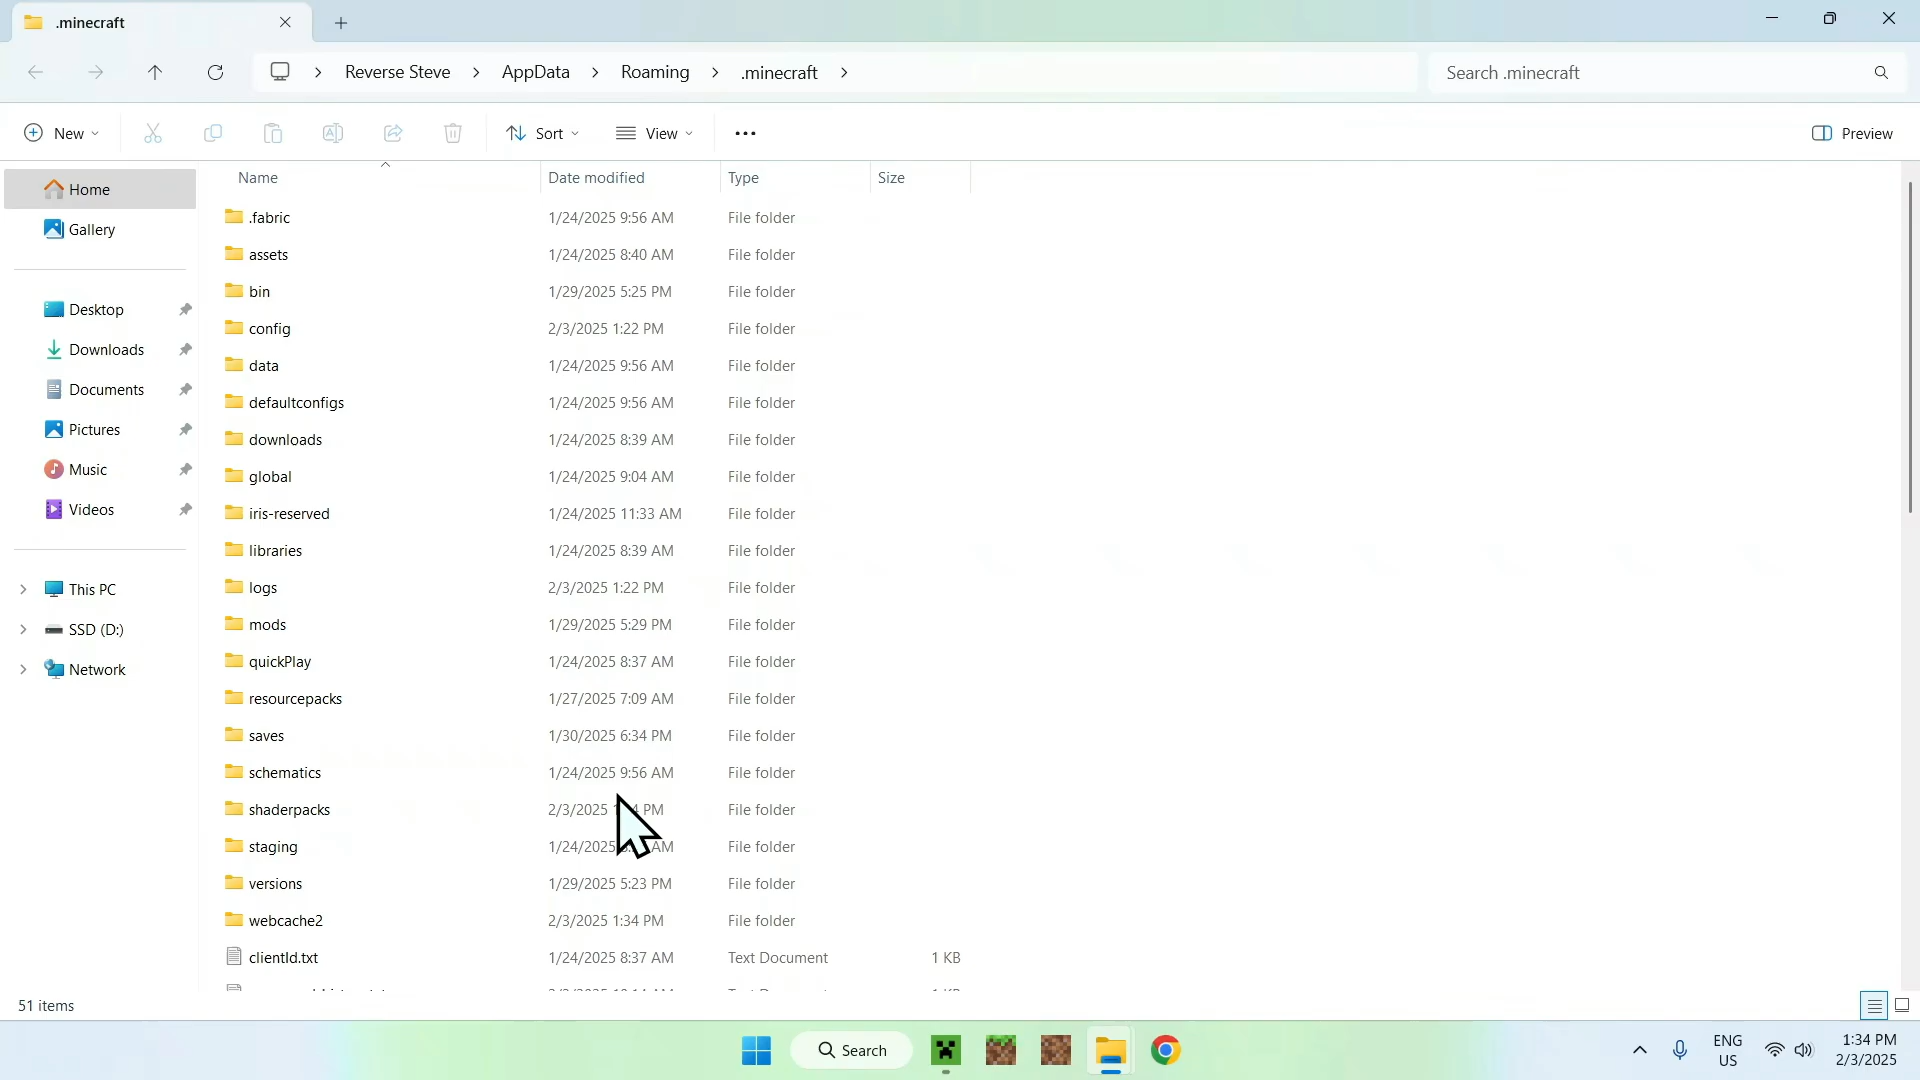 .minecraft
Reverse Steve > AppData > Roaming > .minecraft >
Search .minecraft
New
Sort
View
Preview
Name Date modified Type Size
Home
Gallery
Desktop
Downloads
Documents
Pictures
Music
Videos
This PC
SSD (D:)
Network
.fabric 1/24/2025 9:56 AM File folder
assets 1/24/2025 8:40 AM File folder
bin 1/29/2025 5:25 PM File folder
config 2/3/2025 1:22 PM File folder
data 1/24/2025 9:56 AM File folder
defaultconfigs 1/24/2025 9:56 AM File folder
downloads 1/24/2025 8:39 AM File folder
global 1/24/2025 9:04 AM File folder
iris-reserved 1/24/2025 11:33 AM File folder
libraries 1/24/2025 8:39 AM File folder
logs 2/3/2025 1:22 PM File folder
mods 1/29/2025 5:29 PM File folder
quickPlay 1/24/2025 8:37 AM File folder
resourcepacks 1/27/2025 7:09 AM File folder
saves 1/30/2025 6:34 PM File folder
schematics 1/24/2025 9:56 AM File folder
shaderpacks 2/3/2025 PM File folder
staging 1/24/2025 AM File folder
versions 1/29/2025 5:23 PM File folder
webcache2 2/3/2025 1:34 PM File folder
clientId.txt 1/24/2025 8:37 AM Text Document 1 KB
51 items
Search
ENG
US
1:34 PM
2/3/2025